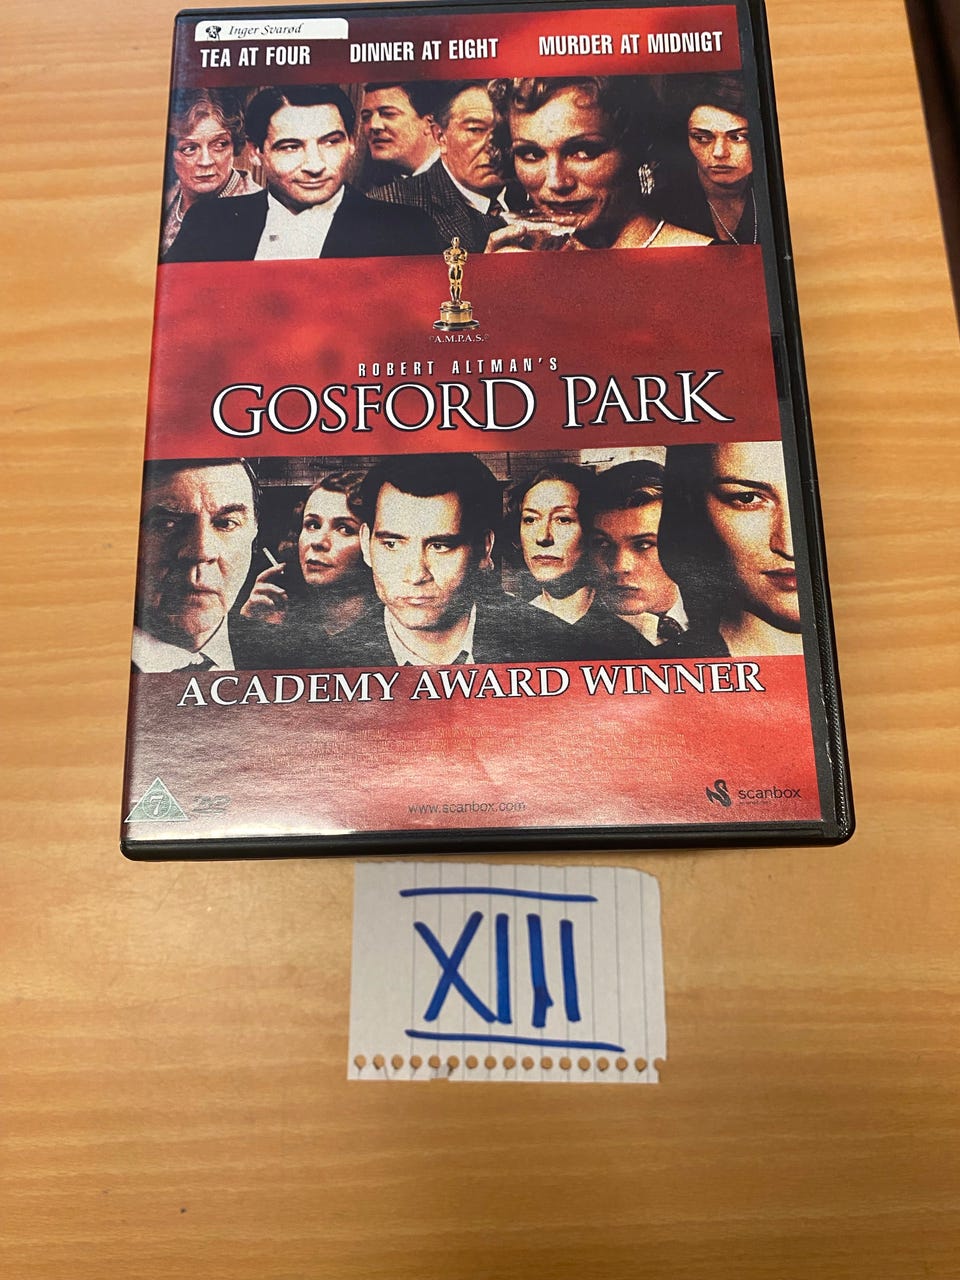 Inger Svarød
TEA AT FOUR DINNER AT EIGHT MURDER AT MIDNIGT
©A.M.P.A.S.®
ROBERT ALTMAN'S
GOSFORD PARK
ACADEMY AWARD WINNER
7
www.scanbox.com
scanbox
XIII